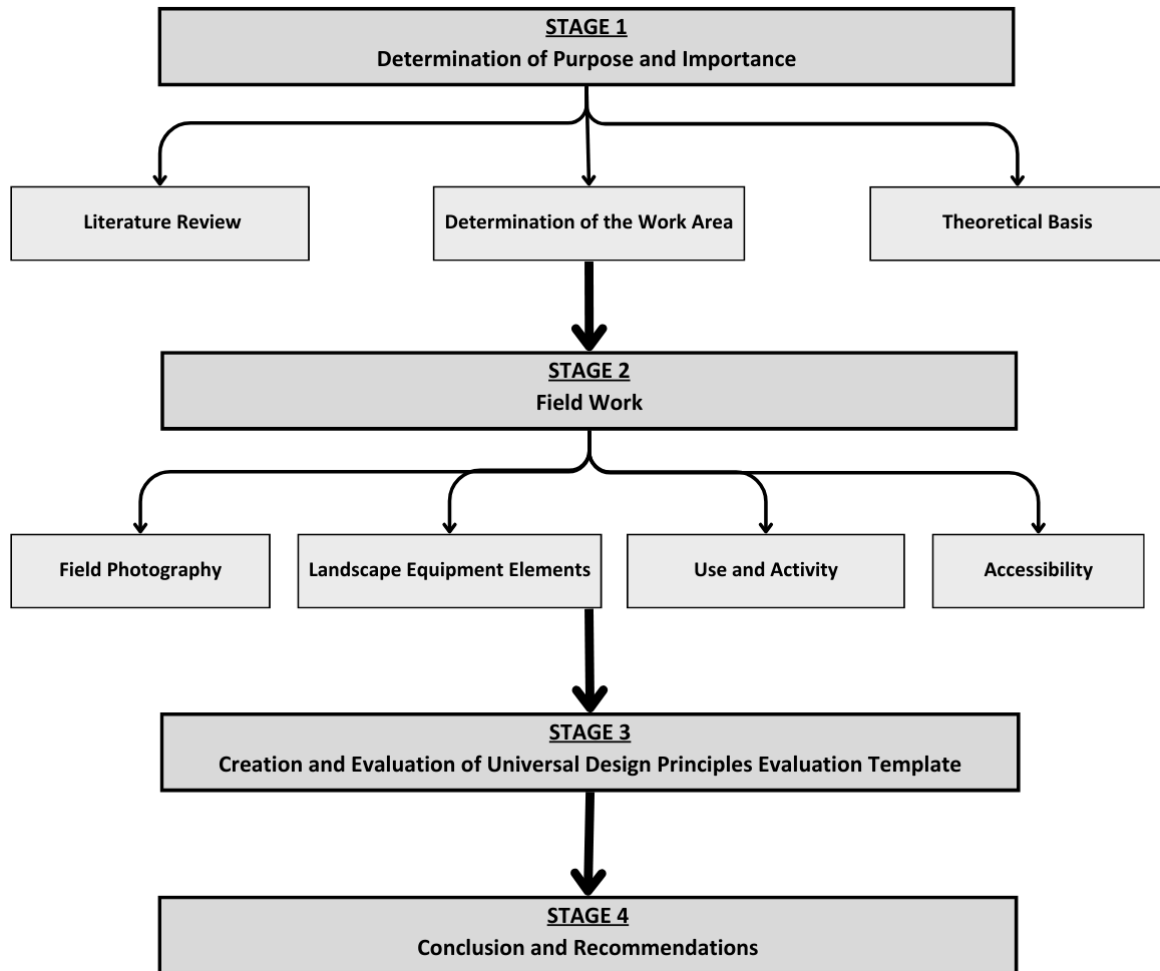 STAGE 1
Determination of Purpose and Importance
Literature Review
Determination of the Work Area
Theoretical Basis
STAGE 2
Field Work
Field Photography
Landscape Equipment Elements
Use and Activity
Accessibility
STAGE 3
Creation and Evaluation of Universal Design Principles Evaluation Template
STAGE 4
Conclusion and Recommendations